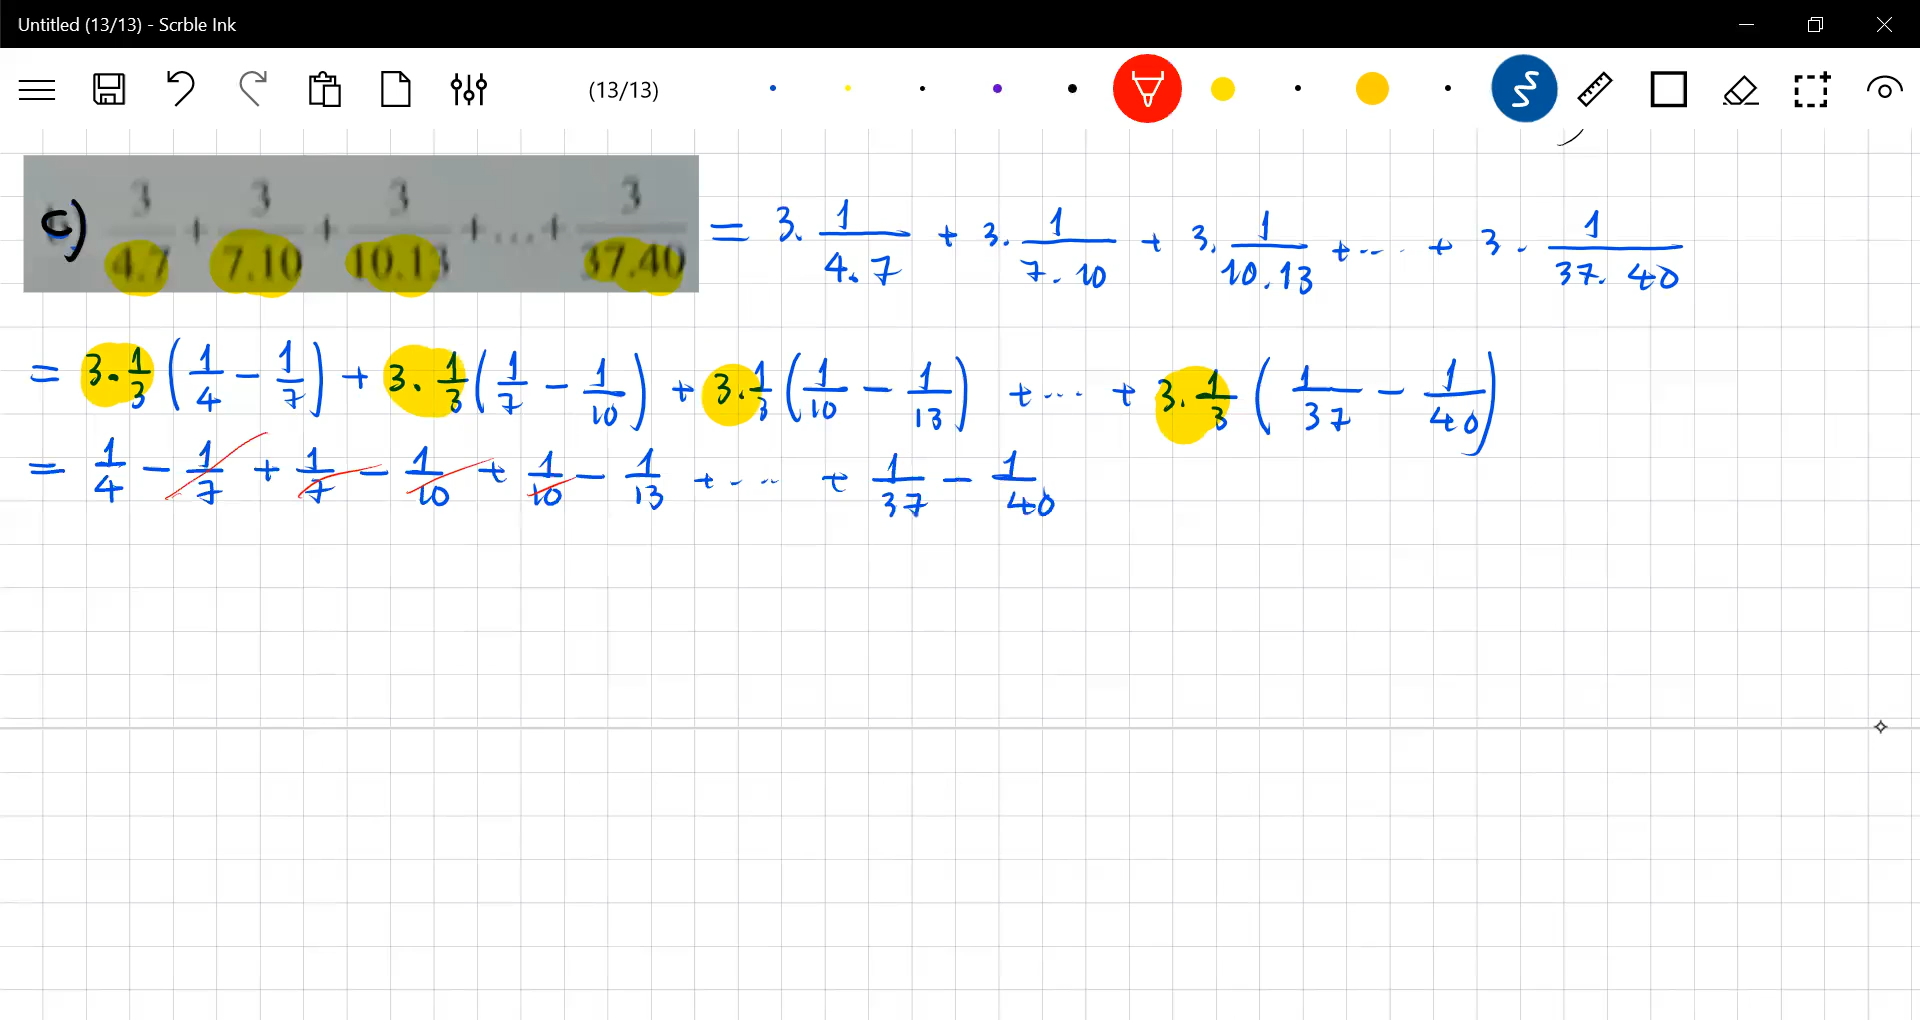 Untitled (13/13) - Scrble Ink
(13/13)
c) 3/4.7 + 3/7.10 + 3/10.13 + ... + 3/37.40 = 3. 1/4.7 + 3. 1/7.10 + 3. 1/10.13 + ... + 3. 1/37.40
= 3. 1/3 (1/4 - 1/7) + 3. 1/3 (1/7 - 1/10) + 3. 1/3 (1/10 - 1/13) + ... + 3. 1/3 (1/37 - 1/40)
= 1/4 - 1/7 + 1/7 - 1/10 + 1/10 - 1/13 + ... + 1/37 - 1/40